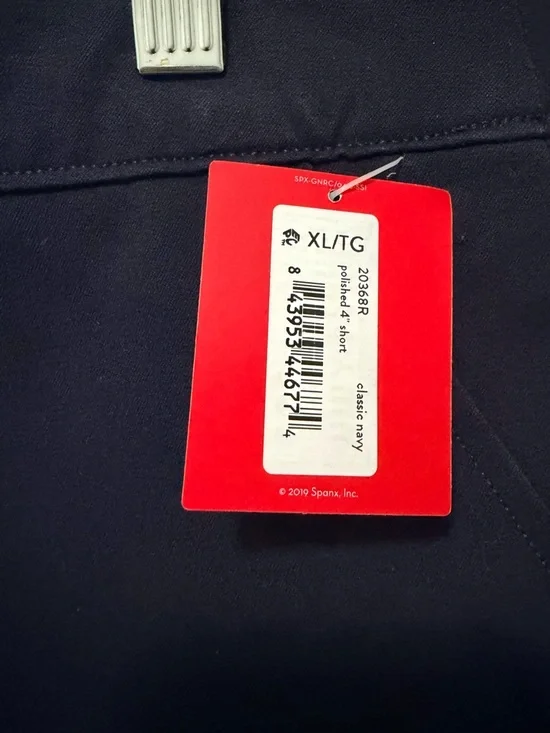 XL/TG
20368R
polished 4" short
classic navy
8 43953 44677 4
© 2019 Spanx, Inc.